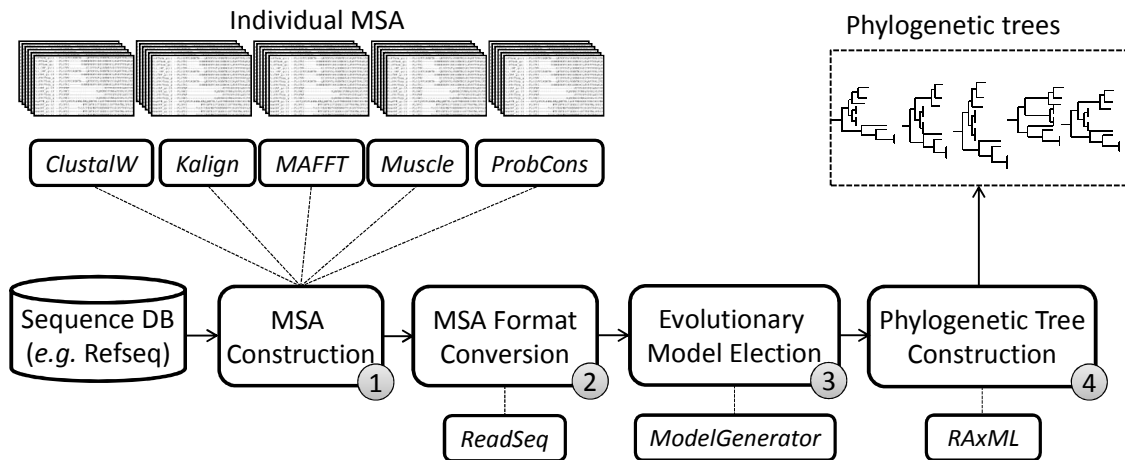 Individual MSA
Phylogenetic trees
ClustalW
Kalign
MAFFT
Muscle
ProbCons
Sequence DB
(e.g. Refseq)
MSA
Construction
1
MSA Format
Conversion
2
Evolutionary
Model Election
3
Phylogenetic Tree
Construction
4
ReadSeq
ModelGenerator
RAxML